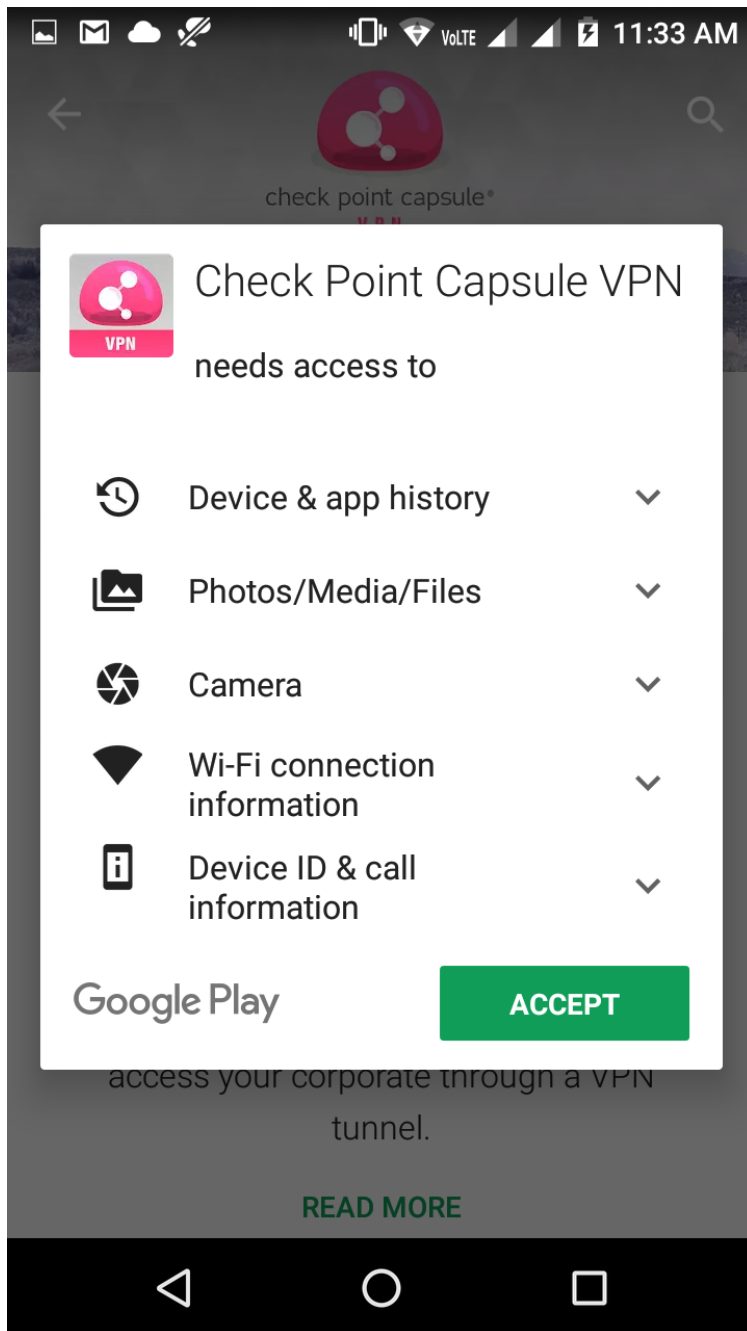 VoLTE 11:33 AM
check point capsule®
VPN
Check Point Capsule VPN
VPN
needs access to
Device & app history
Photos/Media/Files
Camera
Wi-Fi connection
information
Device ID & call
information
Google Play
ACCEPT
access your corporate through a VPN
tunnel.
READ MORE